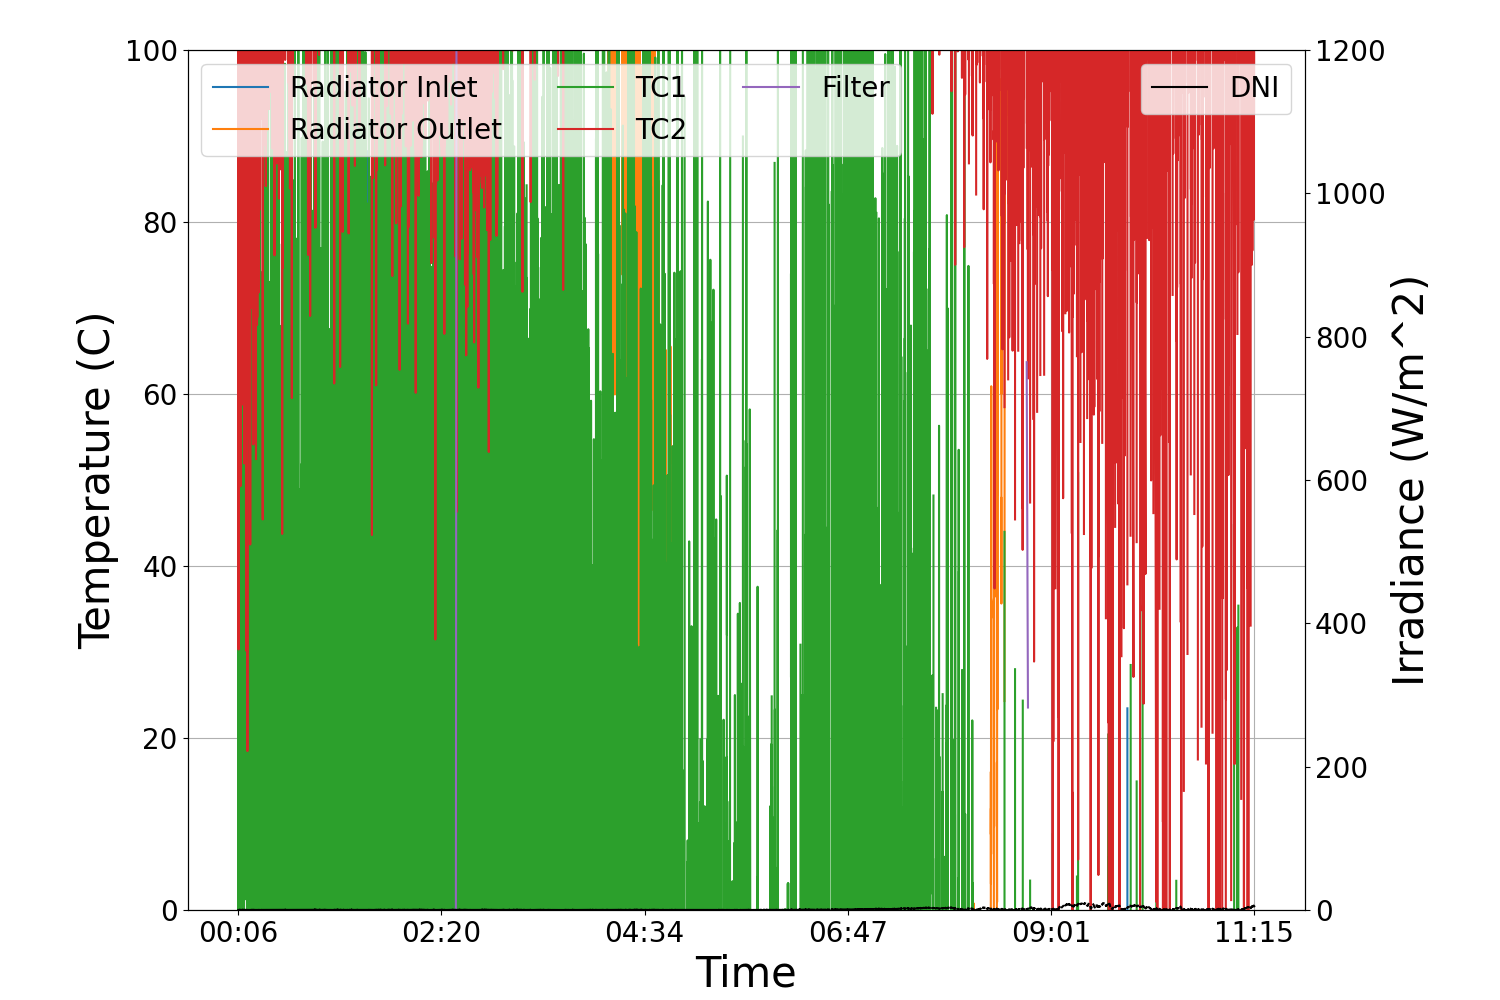 100
80
60
40
20
0
Temperature (C)
Radiator Inlet
Radiator Outlet
TC1
TC2
Filter
DNI
1200
1000
800
600
400
200
0
Irradiance (W/m^2)
00:06 02:20 04:34 06:47 09:01 11:15
Time